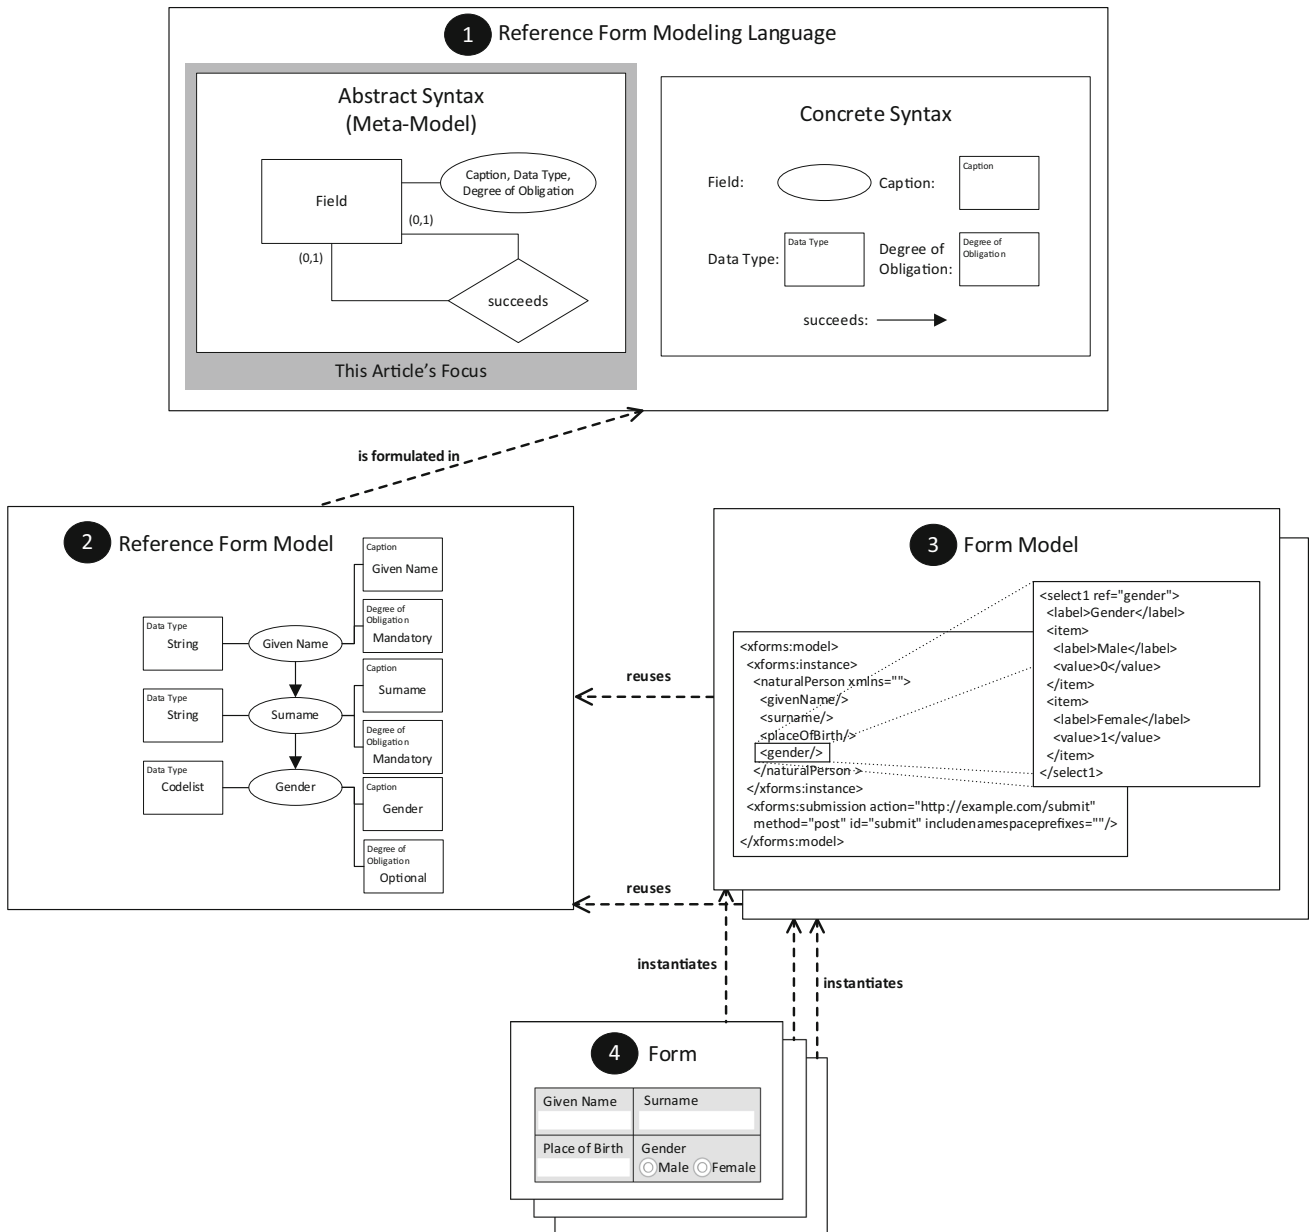 1 Reference Form Modeling Language
Abstract Syntax
(Meta-Model)
Field
Caption, Data Type,
Degree of Obligation
(0,1)
(0,1)
succeeds
This Article's Focus
Concrete Syntax
Field:
Caption:
Caption
Data Type:
Data Type
Degree of
Obligation:
Degree of
Obligation
succeeds:
is formulated in
2 Reference Form Model
Data Type
String
Given Name
Caption
Given Name
Degree of
Obligation
Mandatory
Data Type
String
Surname
Caption
Surname
Degree of
Obligation
Mandatory
Data Type
Codelist
Gender
Caption
Gender
Degree of
Obligation
Optional
reuses
reuses
3 Form Model
<xforms:model>
<xforms:instance>
<naturalPerson xmlns="">
<givenName/>
<surname/>
<placeOfBirth/>
<gender/>
</naturalPerson>
</xforms:instance>
<xforms:submission action="http://example.com/submit"
method="post" id="submit" includenamespaceprefixes=""/>
</xforms:model>
<select1 ref="gender">
<label>Gender</label>
<item>
<label>Male</label>
<value>0</value>
</item>
<item>
<label>Female</label>
<value>1</value>
</item>
</select1>
instantiates
instantiates
4 Form
Given Name
Surname
Place of Birth
Gender
Male Female